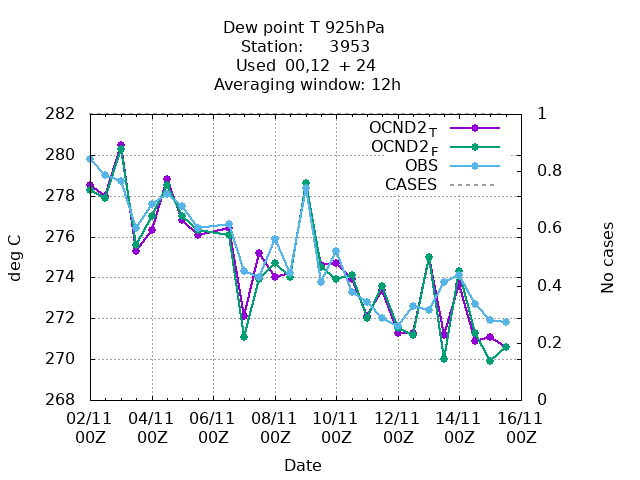 Dew point T 925hPa
Station: 3953
Used 00,12 + 24
Averaging window: 12h
282
280
278
276
274
272
270
268
deg C
1
0.8
0.6
0.4
0.2
0
No cases
OCND2T
OCND2F
OBS
CASES
02/11 04/11 06/11 08/11 10/11 12/11 14/11 16/11
00Z 00Z 00Z 00Z 00Z 00Z 00Z 00Z
Date